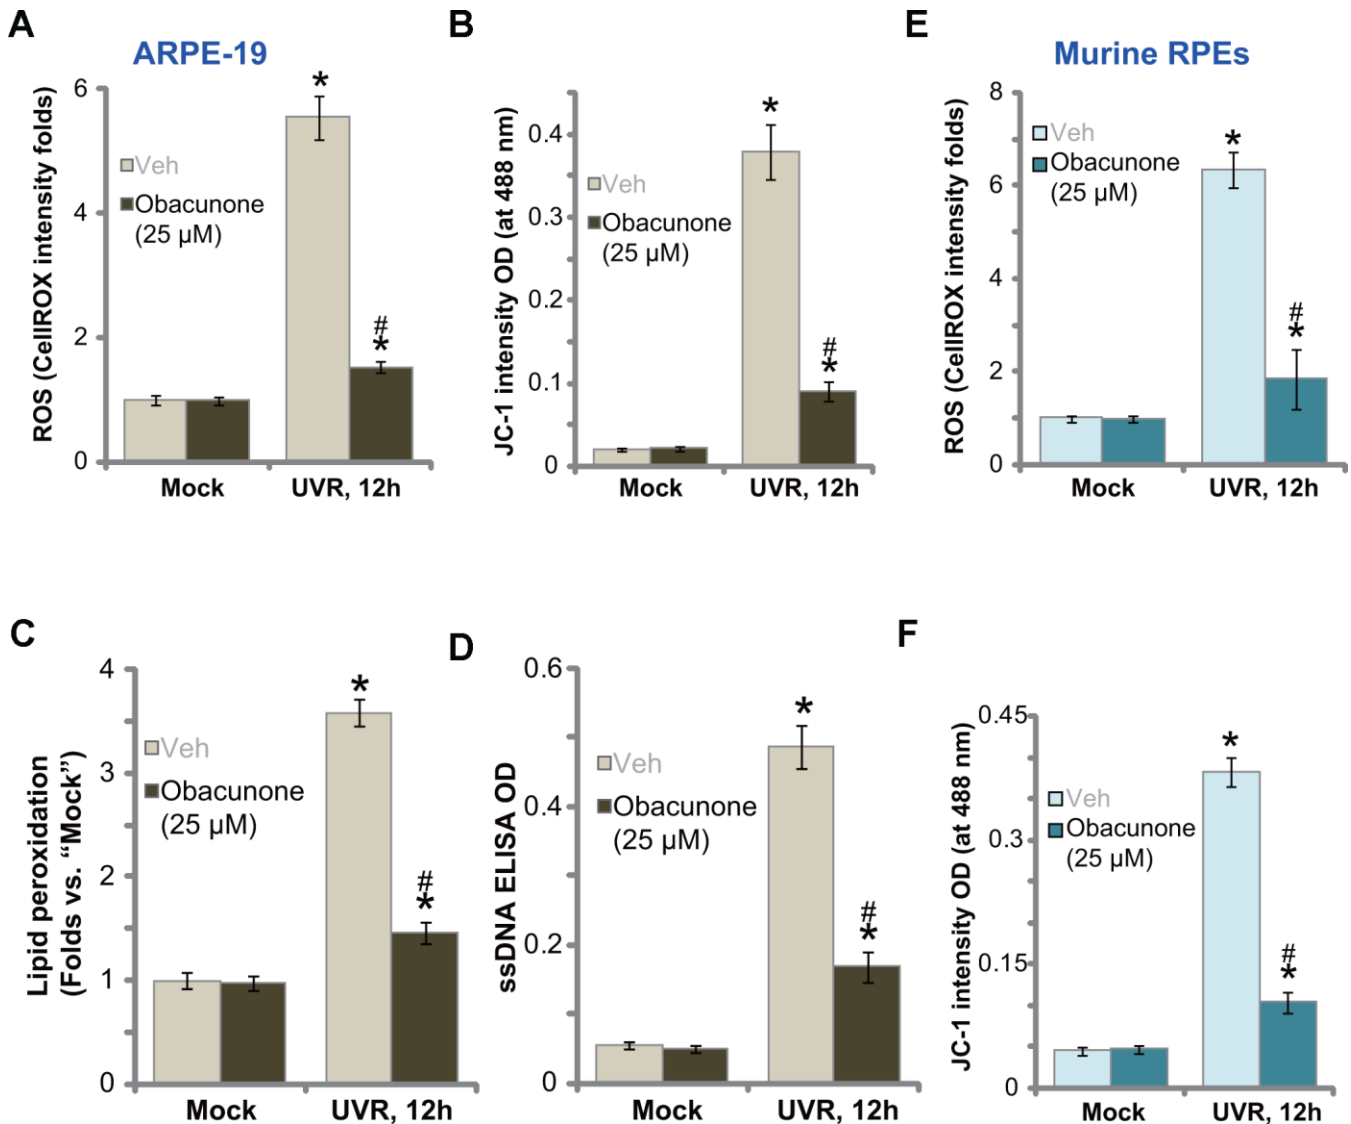 A
ARPE-19
ROS (CellROX intensity folds)
6
4
2
0
*
#
*
Veh
Obacunone
(25 µM)
Mock
UVR, 12h
B
JC-1 intensity OD (at 488 nm)
0.4
0.3
0.2
0.1
0
*
#
*
Veh
Obacunone
(25 µM)
Mock
UVR, 12h
E
Murine RPEs
ROS (CellROX intensity folds)
8
6
4
2
0
*
#
*
Veh
Obacunone
(25 µM)
Mock
UVR, 12h
C
Lipid peroxidation
(Folds vs. “Mock”)
4
3
2
1
0
*
#
*
Veh
Obacunone
(25 µM)
Mock
UVR, 12h
D
ssDNA ELISA OD
0.6
0.4
0.2
0
*
#
*
Veh
Obacunone
(25 µM)
Mock
UVR, 12h
F
JC-1 intensity OD (at 488 nm)
0.45
0.3
0.15
0
*
#
*
Veh
Obacunone
(25 µM)
Mock
UVR, 12h